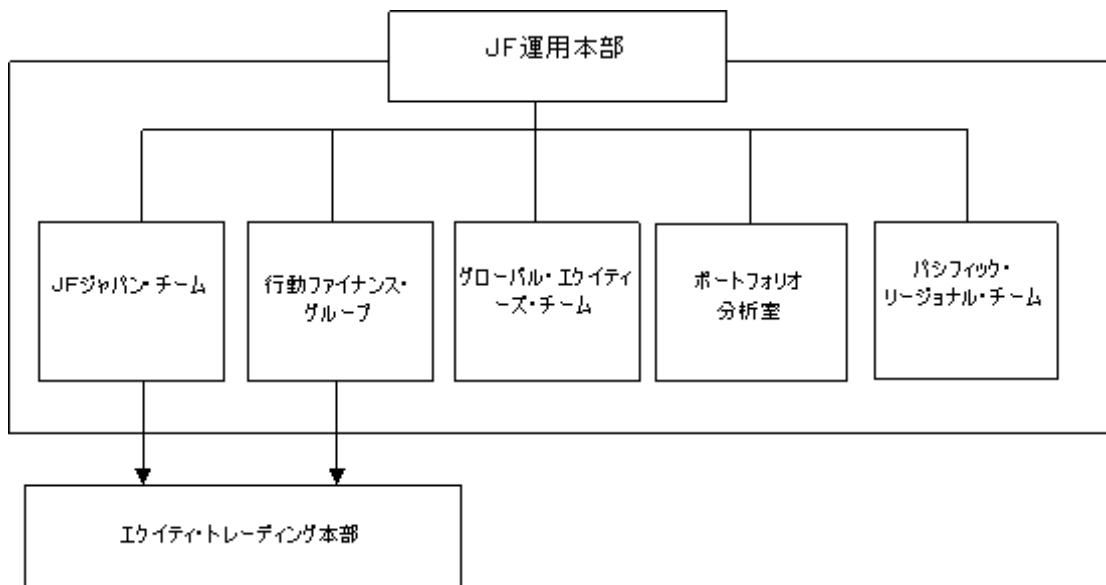 JF運用本部
JFジャパン・チーム
行動ファイナンス・
グループ
グローバル・エクイティ
ーズ・チーム
ポートフォリオ
分析室
パシフィック・
リージョナル・チーム
エクイティ・トレーディング本部